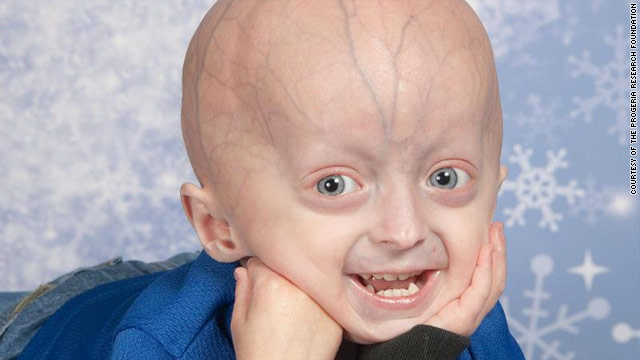 COURTESY OF THE PROGERIA RESEARCH FOUNDATION